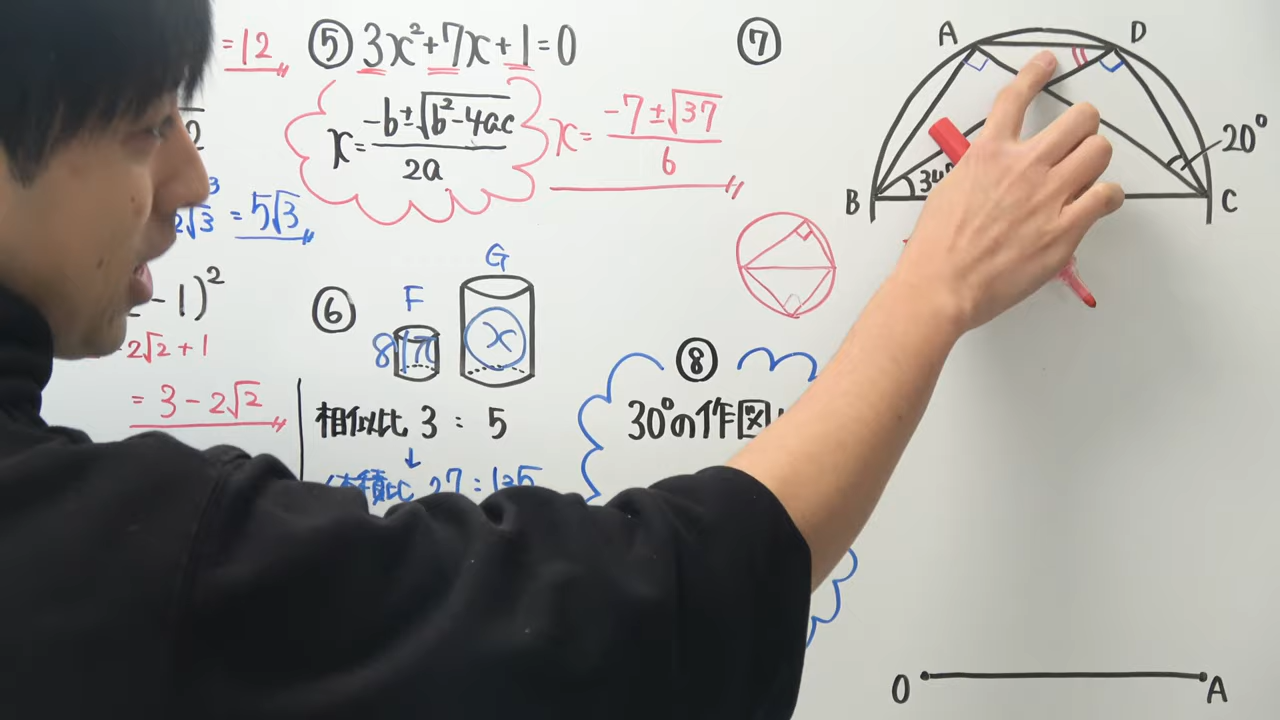 = 12
⑤ 3x²+7x+1=0
x = (-b±√(b²-4ac))/2a
x = (-7±√37)/6
2√3 = 5√3
-1)²
2√2+1
= 3-2√2
⑥
F
G
8
x
相似比 3 : 5
体積比 27 : 125
⑦
A
D
B
C
34°
20°
⑧
30°の作図
O
A